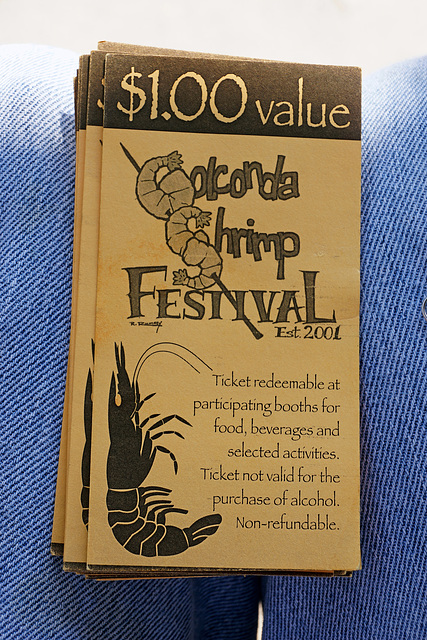 $1.00 value
Golconda
Shrimp
FESTIVAL
Est. 2001
Ticket redeemable at
participating booths for
food, beverages and
selected activities.
Ticket not valid for the
purchase of alcohol.
Non-refundable.